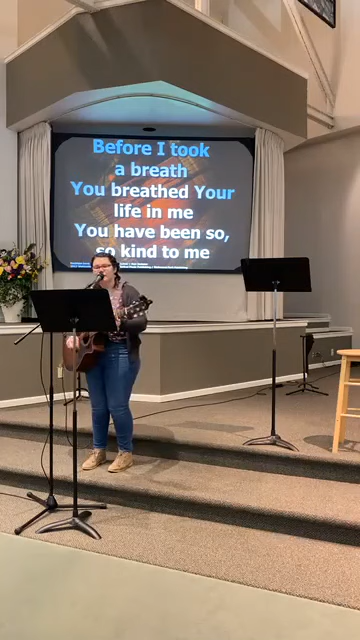 Before I took
a breath
You breathed Your
life in me
You have been so,
so kind to me